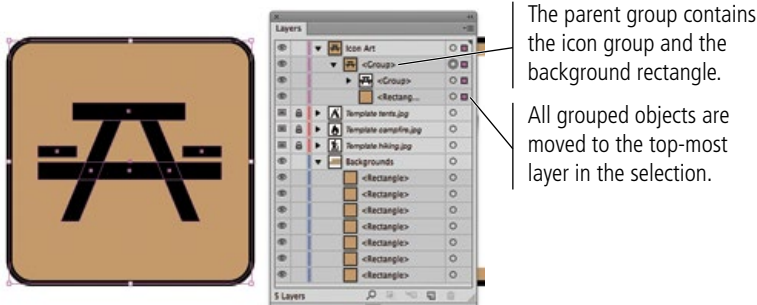 Layers
Icon Art
<Group>
<Group>
<Rectang...
Template tents.jpg
Template campfire.jpg
Template hiking.jpg
Backgrounds
<Rectangle>
<Rectangle>
<Rectangle>
<Rectangle>
<Rectangle>
<Rectangle>
<Rectangle>
5 Layers
The parent group contains
the icon group and the
background rectangle.
All grouped objects are
moved to the top-most
layer in the selection.